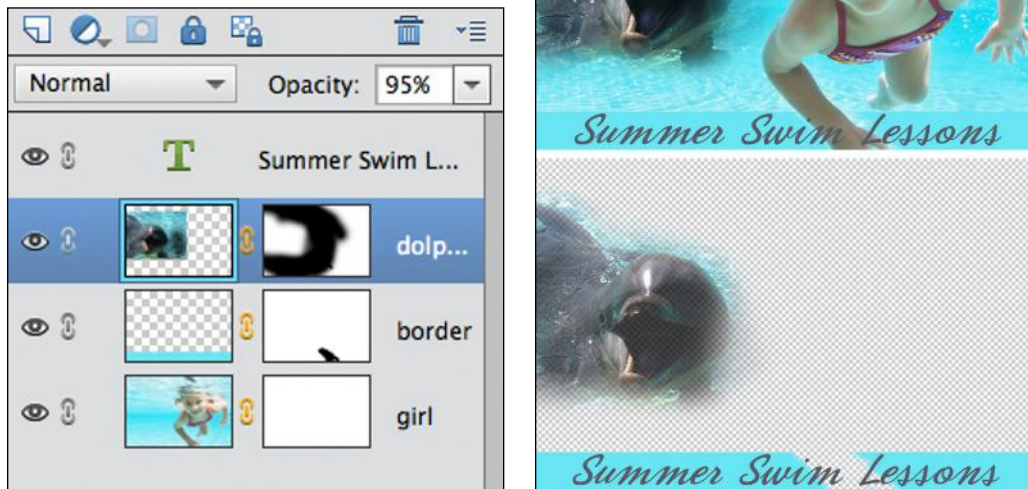 Normal Opacity: 95%
T Summer Swim L...
dolp...
border
girl
Summer Swim Lessons
Summer Swim Lessons